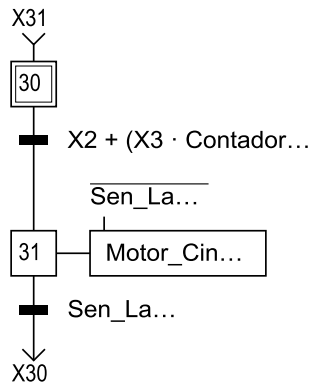 X31
30
X2 + (X3 · Contador…
Sen_La…
31
Motor_Cin…
Sen_La…
X30